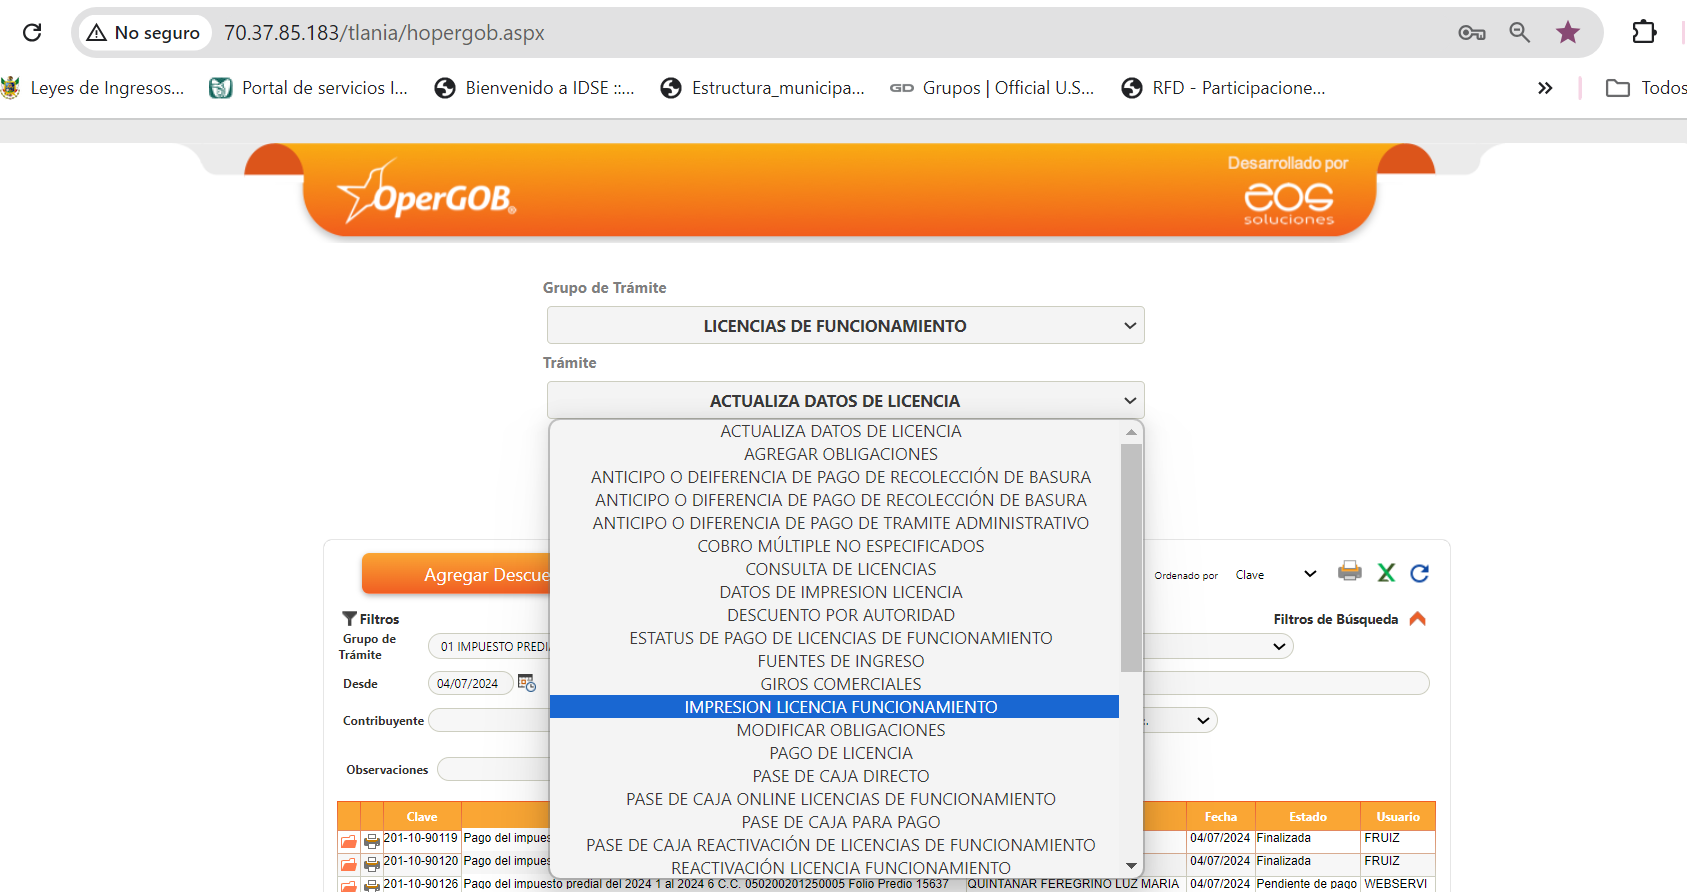 No seguro 70.37.85.183/tlania/hopergob.aspx
Leyes de Ingresos... Portal de servicios I... Bienvenido a IDSE ::... Estructura_municipa... GD Grupos | Official U.S... RFD - Participacione... » Todos
OperGOB®
Desarrollado por
eos
soluciones
Grupo de Trámite
LICENCIAS DE FUNCIONAMIENTO
Trámite
ACTUALIZA DATOS DE LICENCIA
ACTUALIZA DATOS DE LICENCIA
AGREGAR OBLIGACIONES
ANTICIPO O DEIFERENCIA DE PAGO DE RECOLECCIÓN DE BASURA
ANTICIPO O DIFERENCIA DE PAGO DE RECOLECCIÓN DE BASURA
ANTICIPO O DIFERENCIA DE PAGO DE TRAMITE ADMINISTRATIVO
COBRO MÚLTIPLE NO ESPECIFICADOS
CONSULTA DE LICENCIAS
DATOS DE IMPRESION LICENCIA
DESCUENTO POR AUTORIDAD
ESTATUS DE PAGO DE LICENCIAS DE FUNCIONAMIENTO
FUENTES DE INGRESO
GIROS COMERCIALES
IMPRESION LICENCIA FUNCIONAMIENTO
MODIFICAR OBLIGACIONES
PAGO DE LICENCIA
PASE DE CAJA DIRECTO
PASE DE CAJA ONLINE LICENCIAS DE FUNCIONAMIENTO
PASE DE CAJA PARA PAGO
PASE DE CAJA REACTIVACIÓN DE LICENCIAS DE FUNCIONAMIENTO
REACTIVACIÓN LICENCIA FUNCIONAMIENTO
Agregar Descue
Ordenado por Clave
Filtros
Filtros de Búsqueda
Grupo de Trámite 01 IMPUESTO PREDI
Desde 04/07/2024
Contribuyente
Observaciones
Clave Fecha Estado Usuario
201-10-90119 Pago del impues 04/07/2024 Finalizada FRUIZ
201-10-90120 Pago del impues 04/07/2024 Finalizada FRUIZ
201-10-90126 Pago del impuesto predial del 2024 1 al 2024 6 C.C. 050200201250005 Folio Predio 15637 QUINTANAR FEREGRINO LUZ MARIA 04/07/2024 Pendiente de pago WEBSERVI